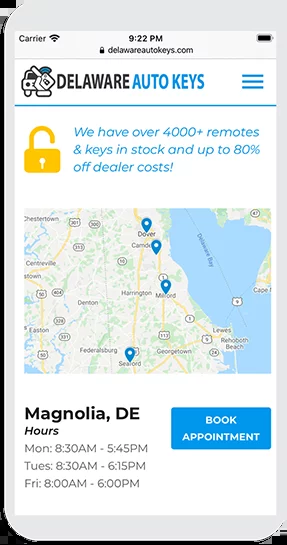 Carrier 9:22 PM
delawareautokeys.com
DELAWARE AUTO KEYS
We have over 4000+ remotes
& keys in stock and up to 80%
off dealer costs!
Chestertown
Dover
Camde
Delaware Bay
Centreville
Cape Ma
Denton
Harrington
Milford
Easton
Lewes
Rehoboth
Beach
Federalsburg
Georgetown
Seaford
Magnolia, DE
Hours
BOOK
APPOINTMENT
Mon: 8:30AM - 5:45PM
Tues: 8:30AM - 6:15PM
Fri: 8:00AM - 6:00PM